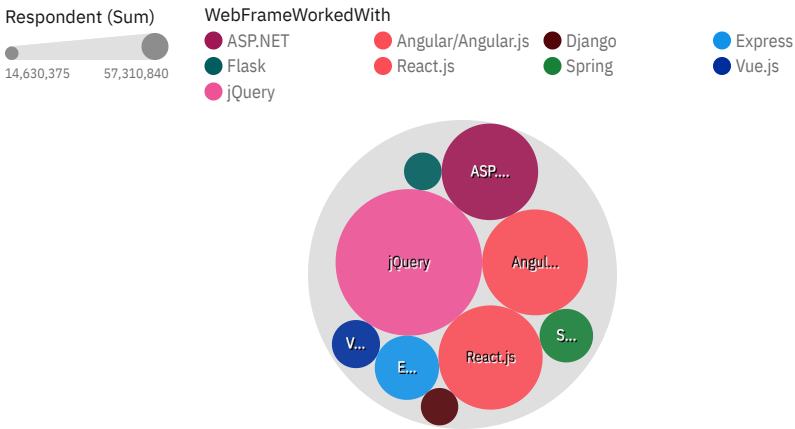 Respondent (Sum)
14,630,375 57,310,840
WebFrameWorkedWith
ASP.NET Angular/Angular.js Django Express
Flask React.js Spring Vue.js
jQuery
ASP....
jQuery
Angul...
S...
V...
React.js
E...